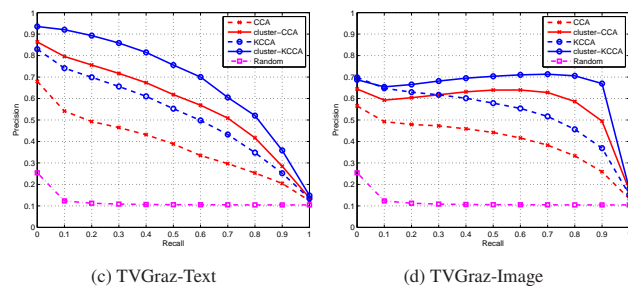 1
0.9
0.8
0.7
0.6
0.5
0.4
0.3
0.2
0.1
0
Precision
0 0.1 0.2 0.3 0.4 0.5 0.6 0.7 0.8 0.9 1
Recall
CCA
cluster−CCA
KCCA
cluster−KCCA
Random
(c) TVGraz-Text
1
0.9
0.8
0.7
0.6
0.5
0.4
0.3
0.2
0.1
0
Precision
0 0.1 0.2 0.3 0.4 0.5 0.6 0.7 0.8 0.9 1
Recall
CCA
cluster−CCA
KCCA
cluster−KCCA
Random
(d) TVGraz-Image